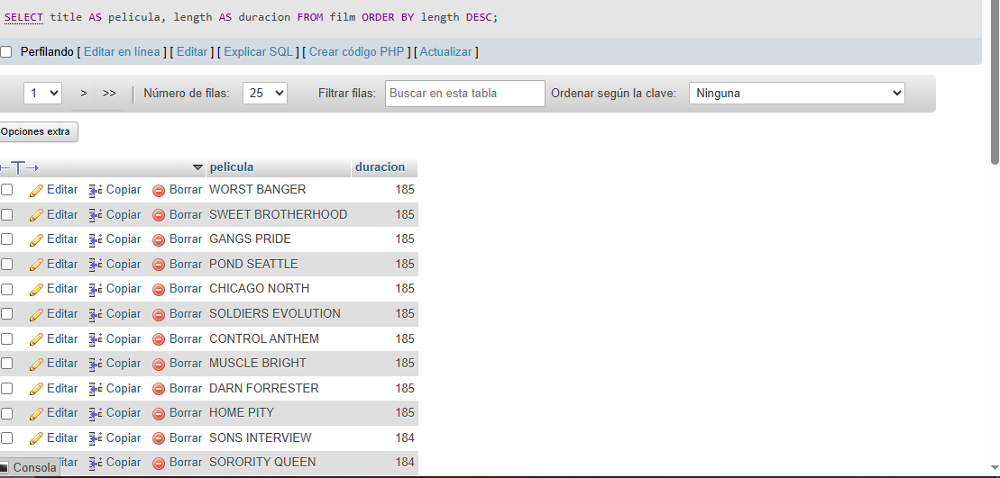 SELECT title AS pelicula, length AS duracion FROM film ORDER BY length DESC;
Perfilando [ Editar en línea ] [ Editar ] [ Explicar SQL ] [ Crear código PHP ] [ Actualizar ]
1 > >> | Número de filas: 25 Filtrar filas: Buscar en esta tabla Ordenar según la clave: Ninguna
Opciones extra
←T→ pelicula duracion
Editar Copiar Borrar WORST BANGER 185
Editar Copiar Borrar SWEET BROTHERHOOD 185
Editar Copiar Borrar GANGS PRIDE 185
Editar Copiar Borrar POND SEATTLE 185
Editar Copiar Borrar CHICAGO NORTH 185
Editar Copiar Borrar SOLDIERS EVOLUTION 185
Editar Copiar Borrar CONTROL ANTHEM 185
Editar Copiar Borrar MUSCLE BRIGHT 185
Editar Copiar Borrar DARN FORRESTER 185
Editar Copiar Borrar HOME PITY 185
Editar Copiar Borrar SONS INTERVIEW 184
itar Copiar Borrar SORORITY QUEEN 184
Consola